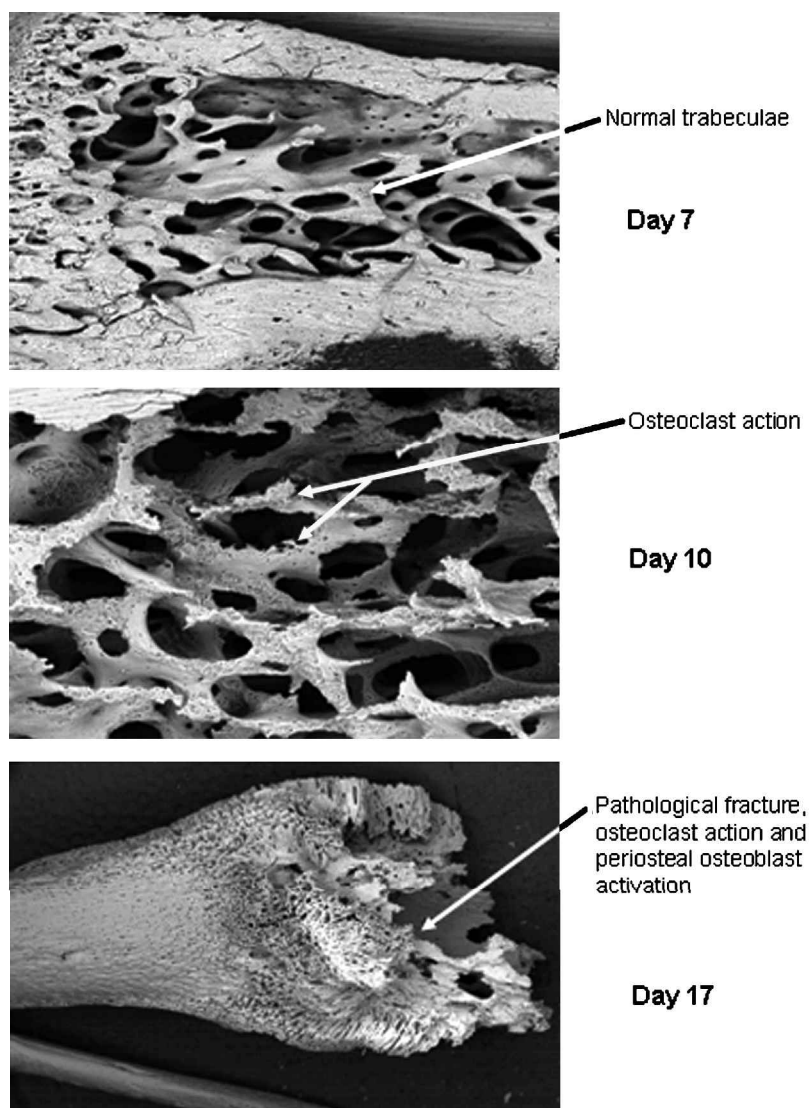 Normal trabeculae
Day 7
Osteoclast action
Day 10
Pathological fracture,
osteoclast action and
periosteal osteoblast
activation
Day 17